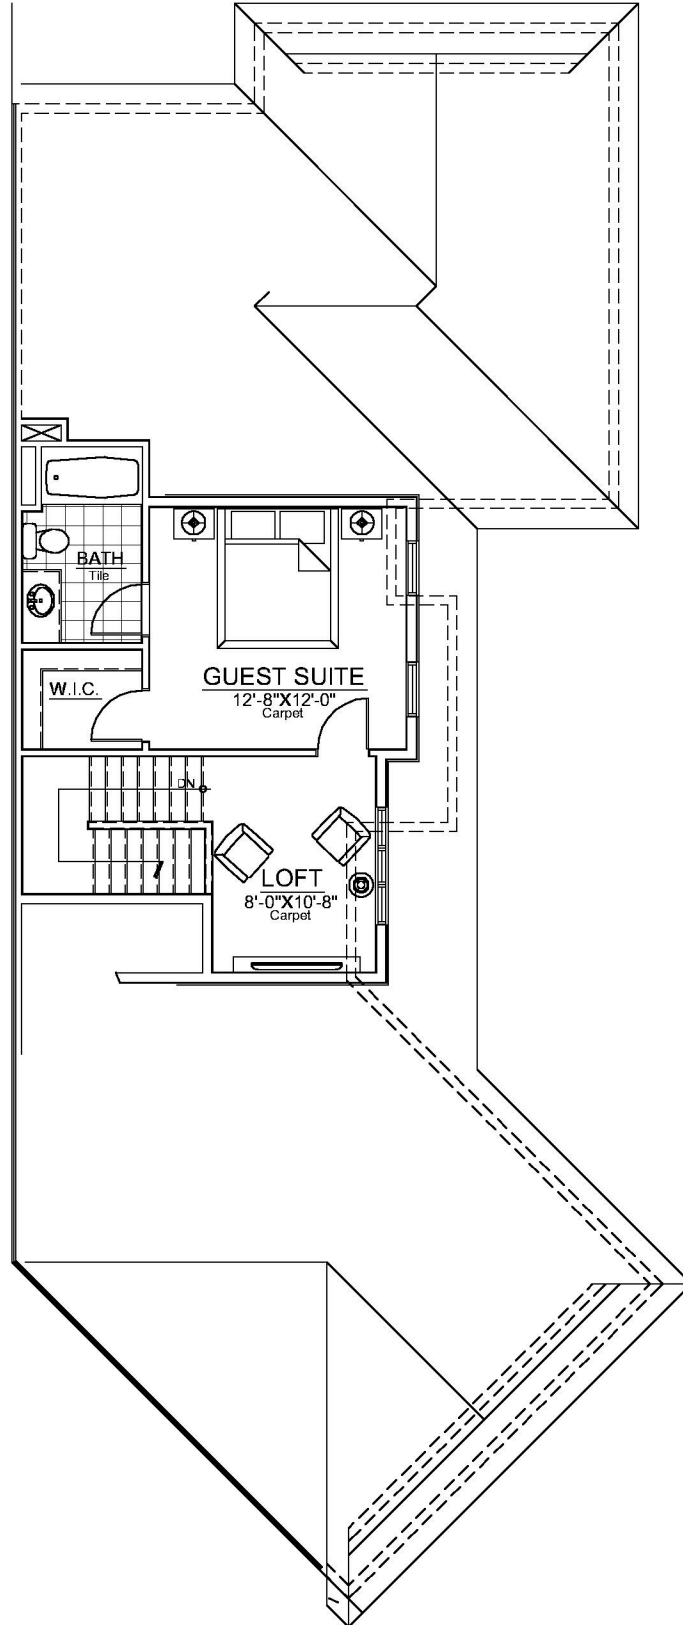 BATH
Tile
GUEST SUITE
12'-8"X12'-0"
Carpet
W.I.C.
DN
LOFT
8'-0"X10'-8"
Carpet